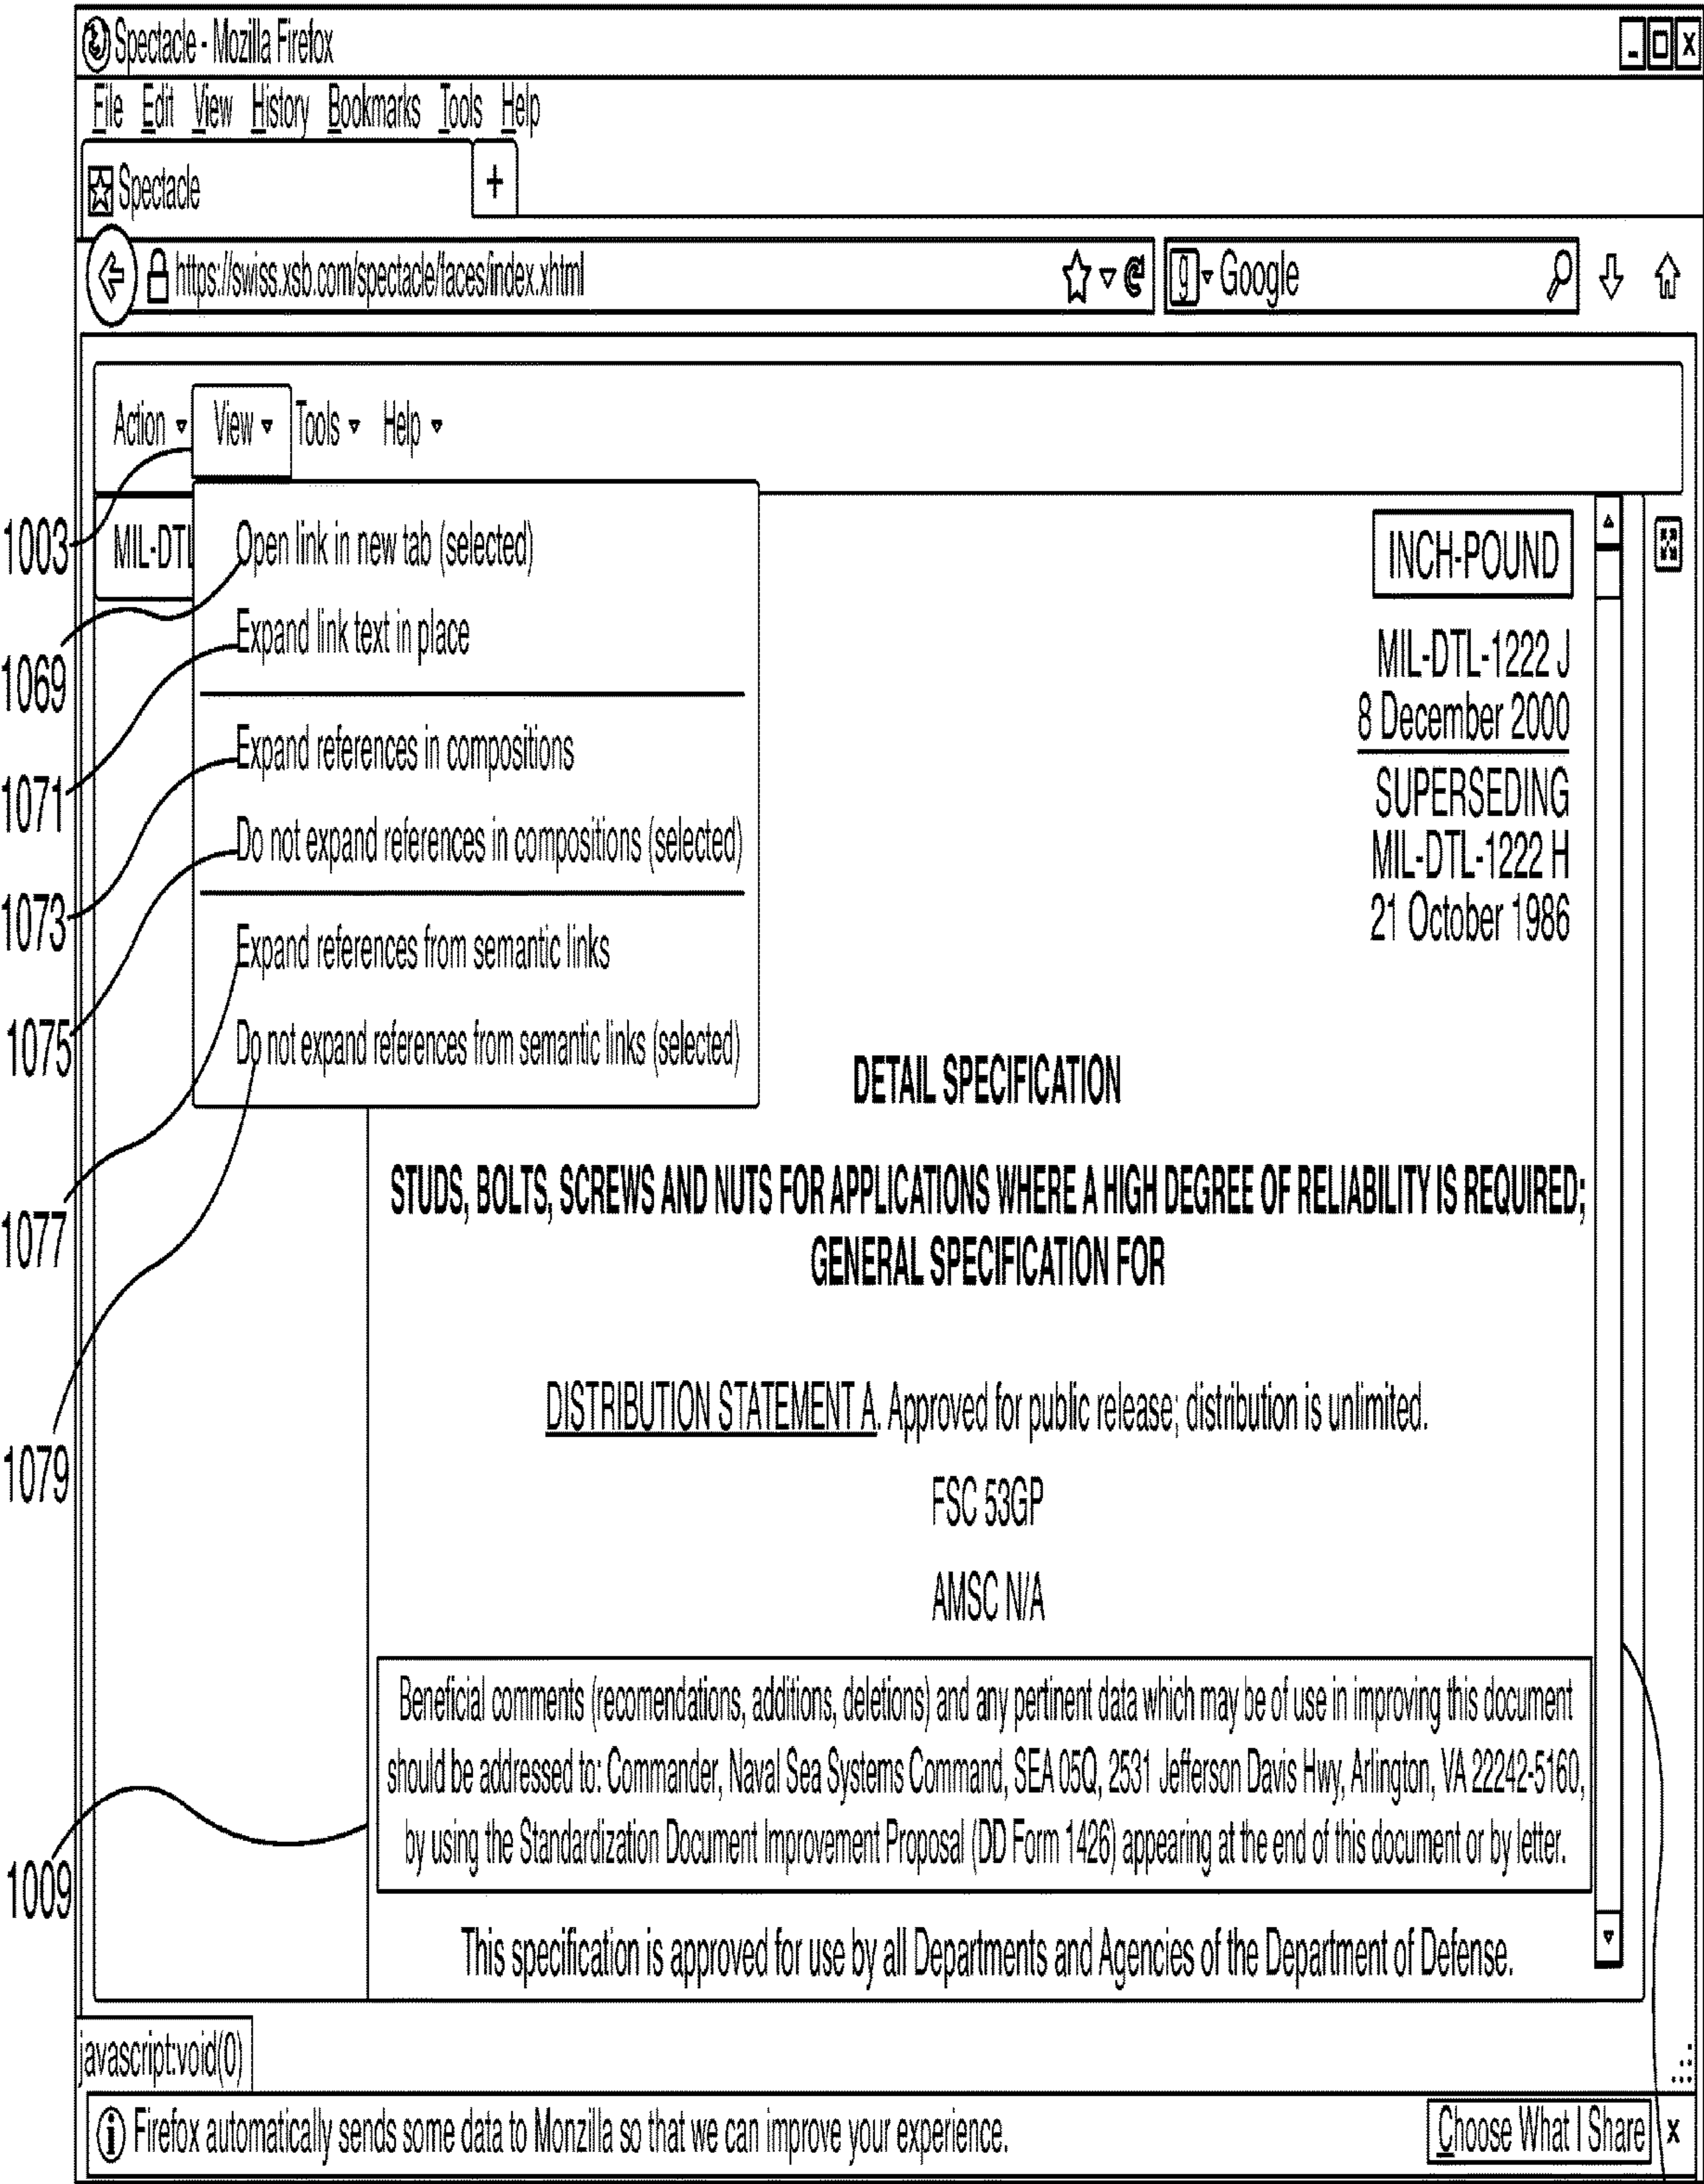 Spectacle - Mozilla Firefox
File Edit View History Bookmarks Tools Help
Spectacle +
https://swiss.xsb.com/spectacle/faces/index.xhtml g Google
Action View Tools Help
1003
MIL-DTL
Open link in new tab (selected)
INCH-POUND
1069
Expand link text in place
MIL-DTL-1222 J
8 December 2000
1071
Expand references in compositions
SUPERSEDING
Do not expand references in compositions (selected)
MIL-DTL-1222 H
1073
Expand references from semantic links
21 October 1986
1075
Do not expand references from semantic links (selected)
DETAIL SPECIFICATION
1077
STUDS, BOLTS, SCREWS AND NUTS FOR APPLICATIONS WHERE A HIGH DEGREE OF RELIABILITY IS REQUIRED;
GENERAL SPECIFICATION FOR
DISTRIBUTION STATEMENT A. Approved for public release; distribution is unlimited.
1079
FSC 53GP
AMSC N/A
Beneficial comments (recomendations, additions, deletions) and any pertinent data which may be of use in improving this document
should be addressed to: Commander, Naval Sea Systems Command, SEA 05Q, 2531 Jefferson Davis Hwy, Arlington, VA 22242-5160,
by using the Standardization Document Improvement Proposal (DD Form 1426) appearing at the end of this document or by letter.
1009
This specification is approved for use by all Departments and Agencies of the Department of Defense.
javascript:void(0)
Firefox automatically sends some data to Monzilla so that we can improve your experience. Choose What I Share x